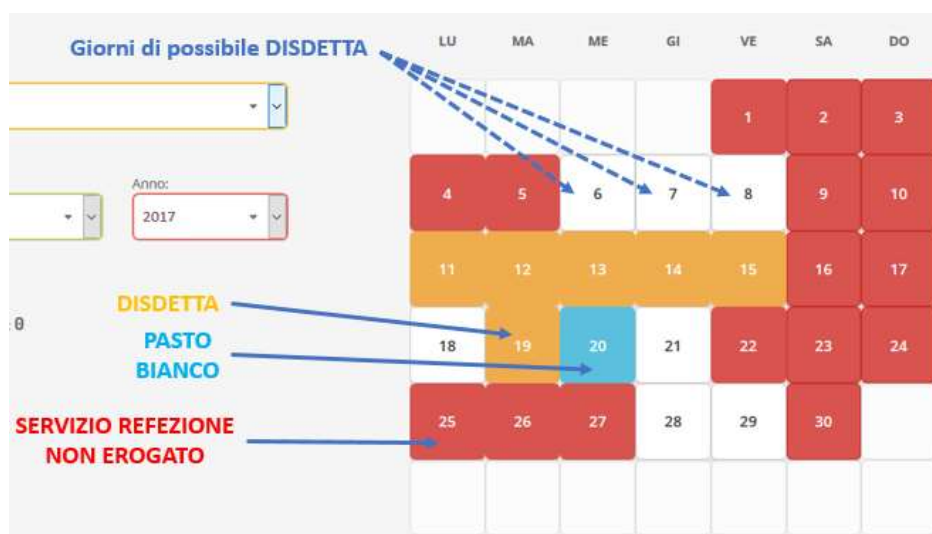 Giorni di possibile DISDETTA
LU MA ME GI VE SA DO
1 2 3
Anno:
2017
4 5 6 7 8 9 10
11 12 13 14 15 16 17
DISDETTA
0
PASTO
BIANCO
18 19 20 21 22 23 24
SERVIZIO REFEZIONE
NON EROGATO
25 26 27 28 29 30